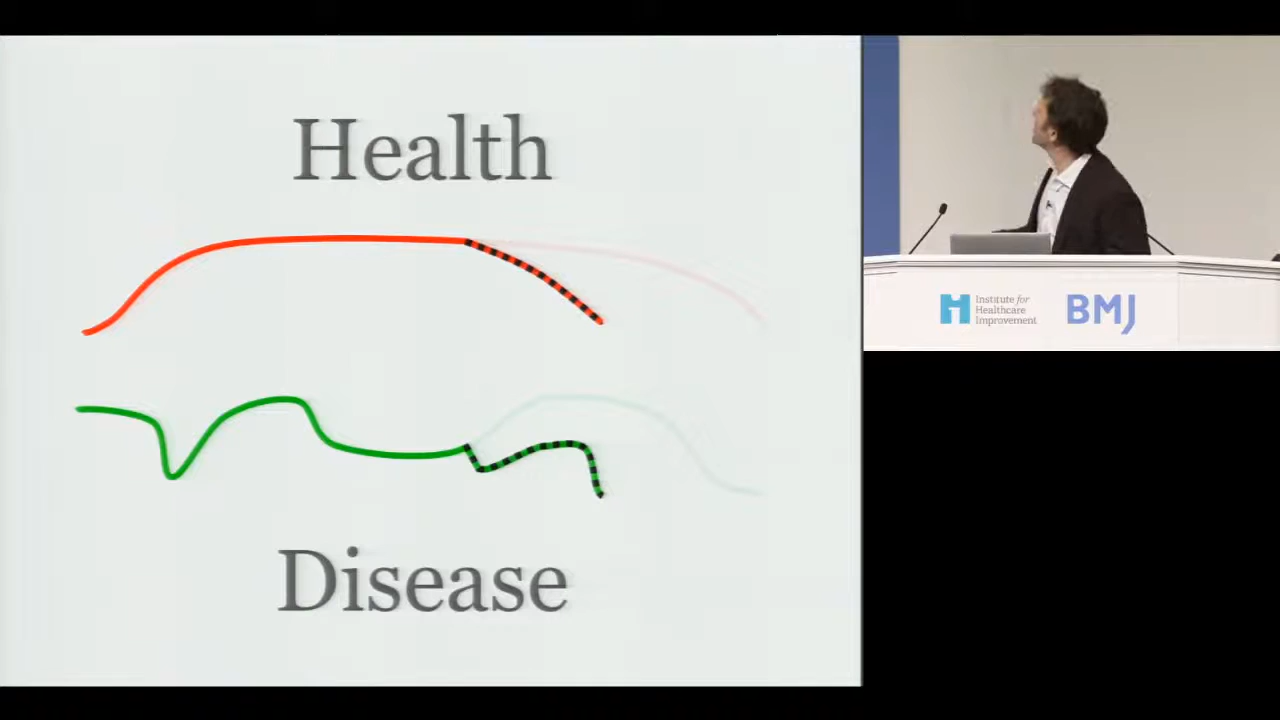 Health
Disease
Institute for
Healthcare
Improvement
BMJ